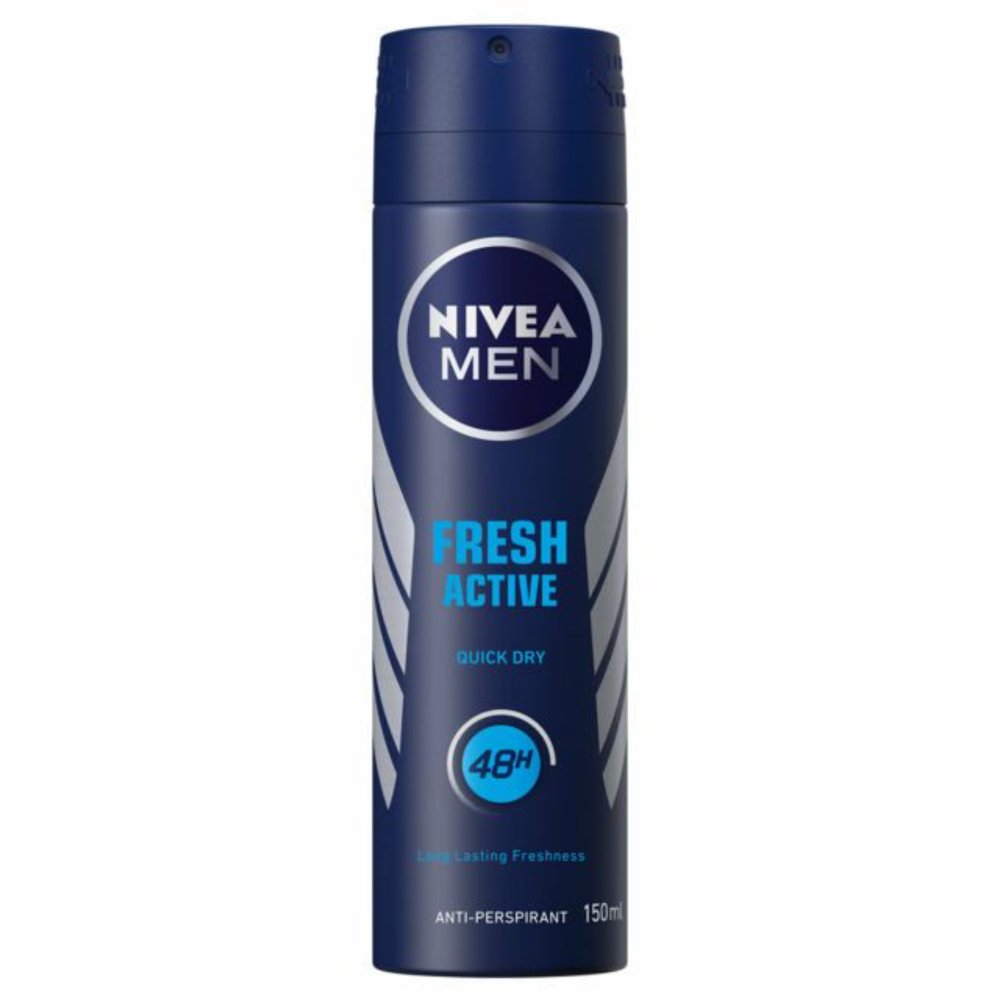 NIVEA
MEN
FRESH
ACTIVE
QUICK DRY
48H
Long Lasting Freshness
ANTI-PERSPIRANT 150ml